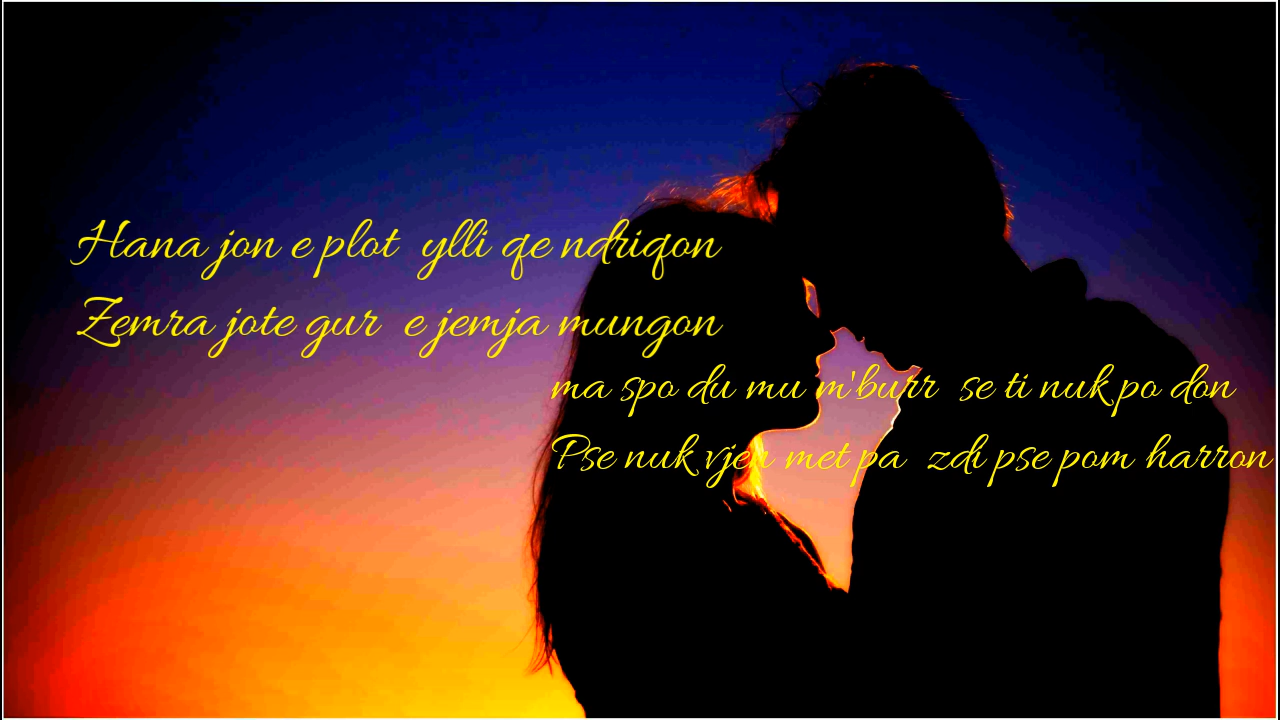 Hana jon e plot ylli qe ndriqon
Zemra jote gur e jemja mungon
ma spo du mu m'burr se ti nuk po don
Pse nuk vjen met pa zdi pse pom harron